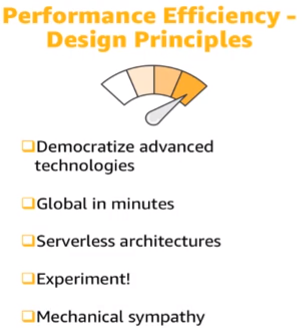 Performance Efficiency -
Design Principles
Democratize advanced
technologies
Global in minutes
Serverless architectures
Experiment!
Mechanical sympathy